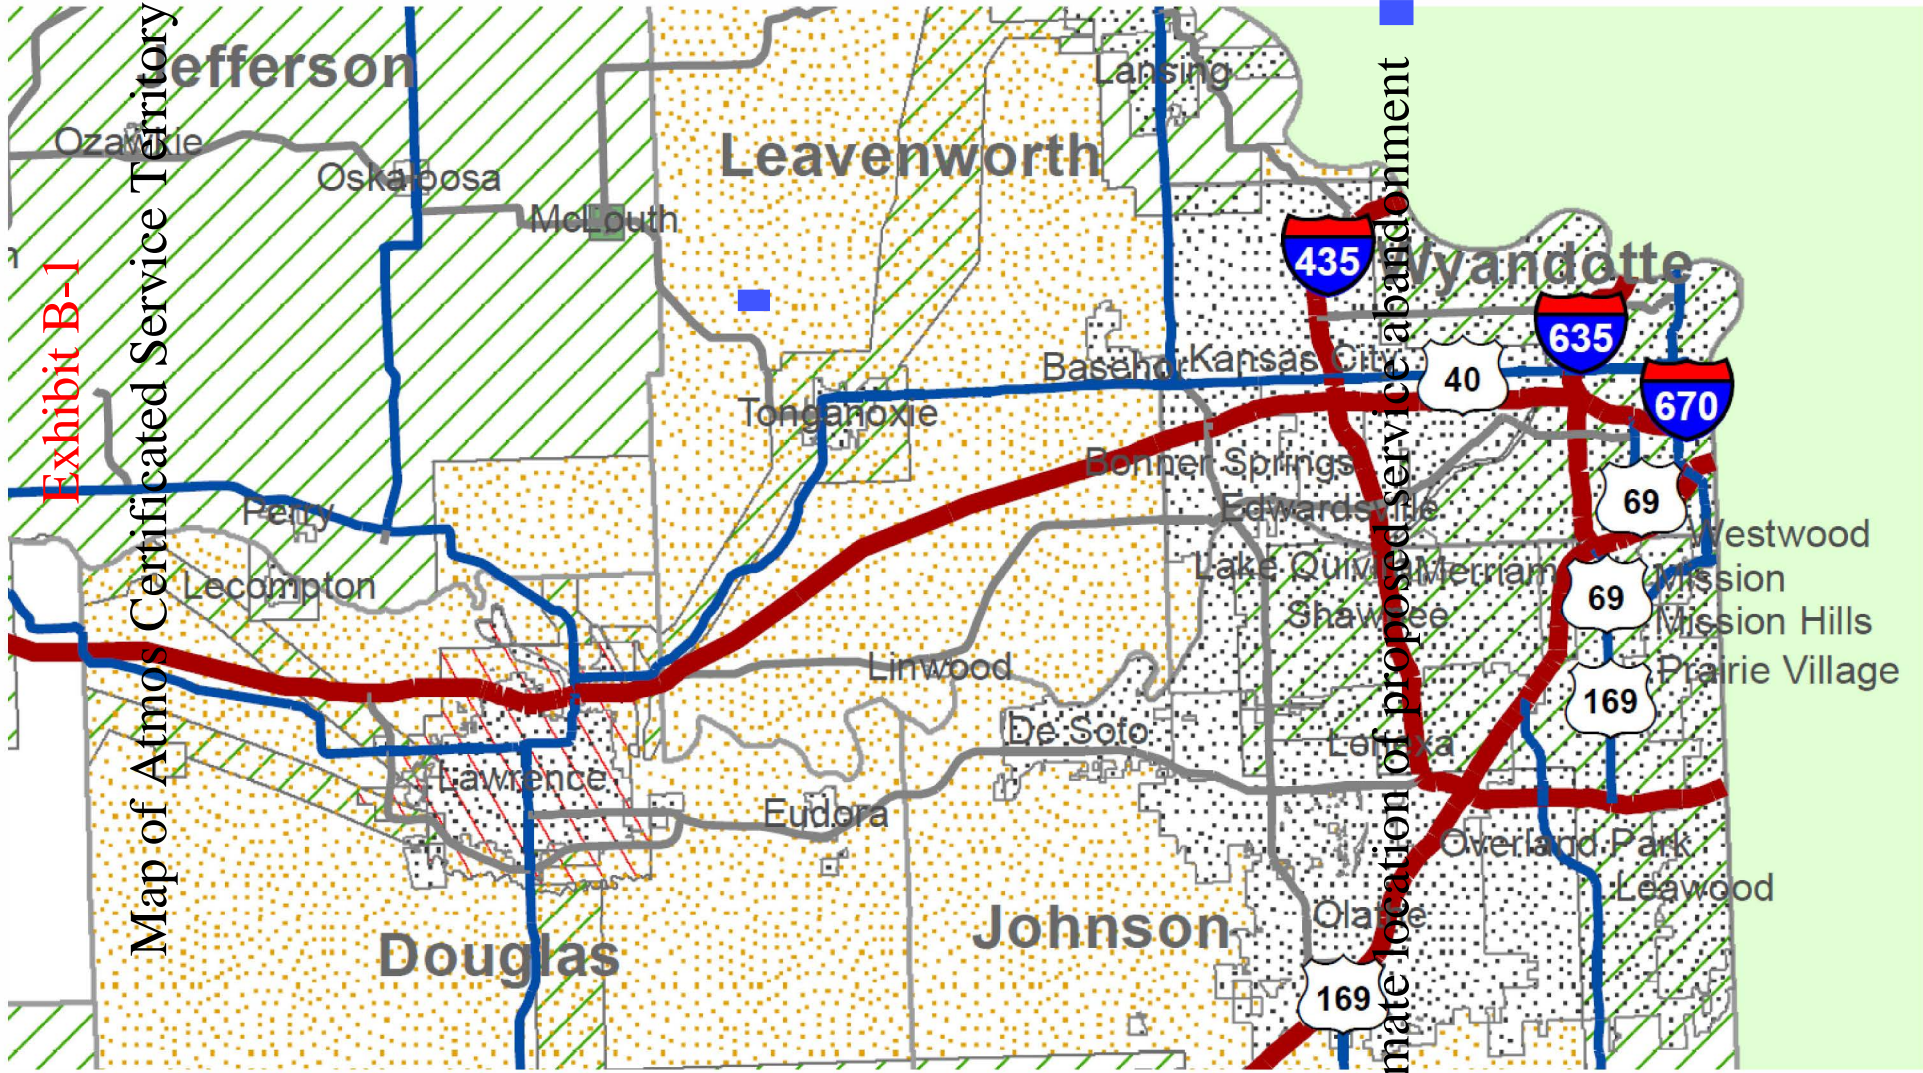 Exhibit B-1
Map of Atmos Certificated Service Territory
mate location of proposed service abandonment
efferson
Lansing
Ozawkie
Leavenworth
Oskaloosa
McLouth
435
Wyandotte
635
Basehor
Kansas City
40
670
Tonganoxie
Bonner Springs
69
Edwardsville
Perry
Westwood
Lake Quivira
Merriam
Mission
Lecompton
69
Shawnee
Mission Hills
Linwood
Prairie Village
169
De Soto
Lenexa
Lawrence
Eudora
Overland Park
Leawood
Olathe
Johnson
Douglas
169